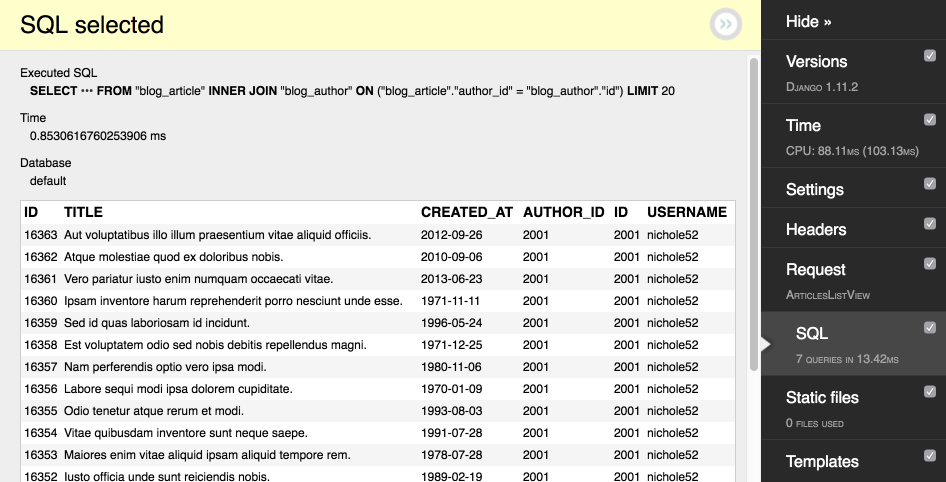 SQL selected
»
Executed SQL
SELECT ••• FROM "blog_article" INNER JOIN "blog_author" ON ("blog_article"."author_id" = "blog_author"."id") LIMIT 20
Time
0.8530616760253906 ms
Database
default
ID TITLE CREATED_AT AUTHOR_ID ID USERNAME
16363 Aut voluptatibus illo illum praesentium vitae aliquid officiis. 2012-09-26 2001 2001 nichole52
16362 Atque molestiae quod ex doloribus nobis. 2010-09-06 2001 2001 nichole52
16361 Vero pariatur iusto enim numquam occaecati vitae. 2013-06-23 2001 2001 nichole52
16360 Ipsam inventore harum reprehenderit porro nesciunt unde esse. 1971-11-11 2001 2001 nichole52
16359 Sed id quas laboriosam id incidunt. 1996-05-24 2001 2001 nichole52
16358 Est voluptatem odio sed nobis debitis repellendus magni. 1971-12-25 2001 2001 nichole52
16357 Nam perferendis optio vero ipsa modi. 1980-11-06 2001 2001 nichole52
16356 Labore sequi modi ipsa dolorem cupiditate. 1970-01-09 2001 2001 nichole52
16355 Odio tenetur atque rerum et modi. 1993-08-03 2001 2001 nichole52
16354 Vitae quibusdam inventore sunt neque saepe. 1991-07-28 2001 2001 nichole52
16353 Maiores enim vitae aliquid ipsam aliquid tempore rem. 1978-07-28 2001 2001 nichole52
16352 Iusto officia unde sunt reiciendis nobis. 1989-02-19 2001 2001 nichole52
Hide »
Versions
Django 1.11.2
Time
CPU: 88.11ms (103.13ms)
Settings
Headers
Request
ArticlesListView
SQL
7 queries in 13.42ms
Static files
0 files used
Templates